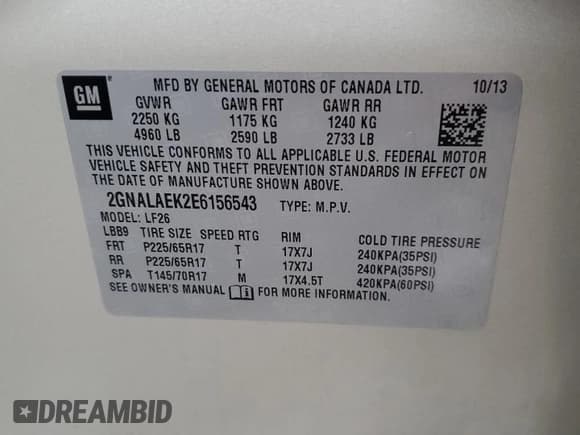 GM
MFD BY GENERAL MOTORS OF CANADA LTD. 10/13
GVWR GAWR FRT GAWR RR
2250 KG 1175 KG 1240 KG
4960 LB 2590 LB 2733 LB
THIS VEHICLE CONFORMS TO ALL APPLICABLE U.S. FEDERAL MOTOR
VEHICLE SAFETY AND THEFT PREVENTION STANDARDS IN EFFECT ON
THE DATE OF MANUFACTURE SHOWN ABOVE.
2GNALAEK2E6156543 TYPE: M.P.V.
MODEL: LF26
LBB9 TIRE SIZE SPEED RTG RIM COLD TIRE PRESSURE
FRT P225/65R17 T 17X7J 240KPA(35PSI)
RR P225/65R17 T 17X7J 240KPA(35PSI)
SPA T145/70R17 M 17X4.5T 420KPA(60PSI)
SEE OWNER'S MANUAL FOR MORE INFORMATION.
DREAMBID